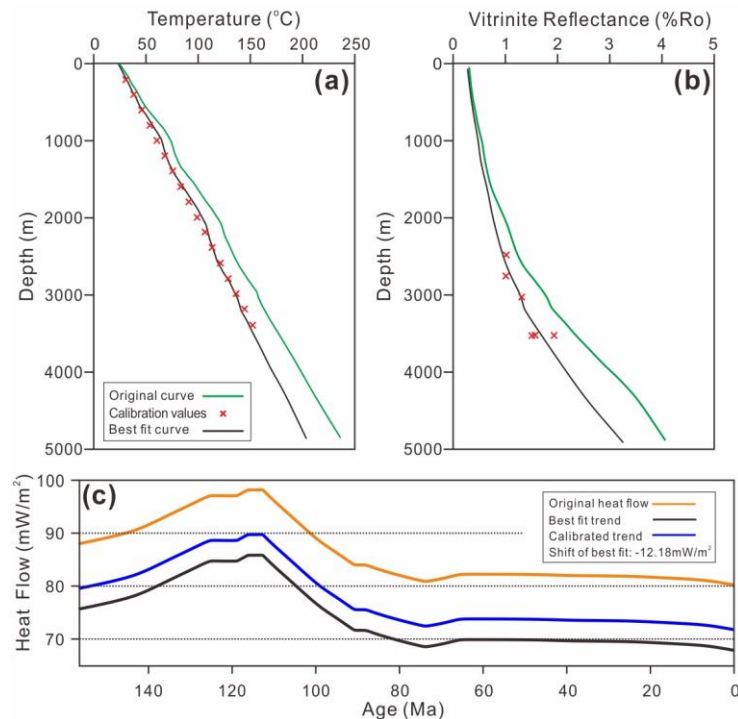 Temperature (°C)
0 50 100 150 200 250
(a)
0
1000
2000
3000
4000
5000
Depth (m)
Original curve
Calibration values
Best fit curve
Vitrinite Reflectance (%Ro)
0 1 2 3 4 5
(b)
0
1000
2000
3000
4000
5000
Depth (m)
(c)
100
90
80
70
Heat Flow (mW/m²)
Original heat flow
Best fit trend
Calibrated trend
Shift of best fit: -12.18mW/m²
140 120 100 80 60 40 20 0
Age (Ma)